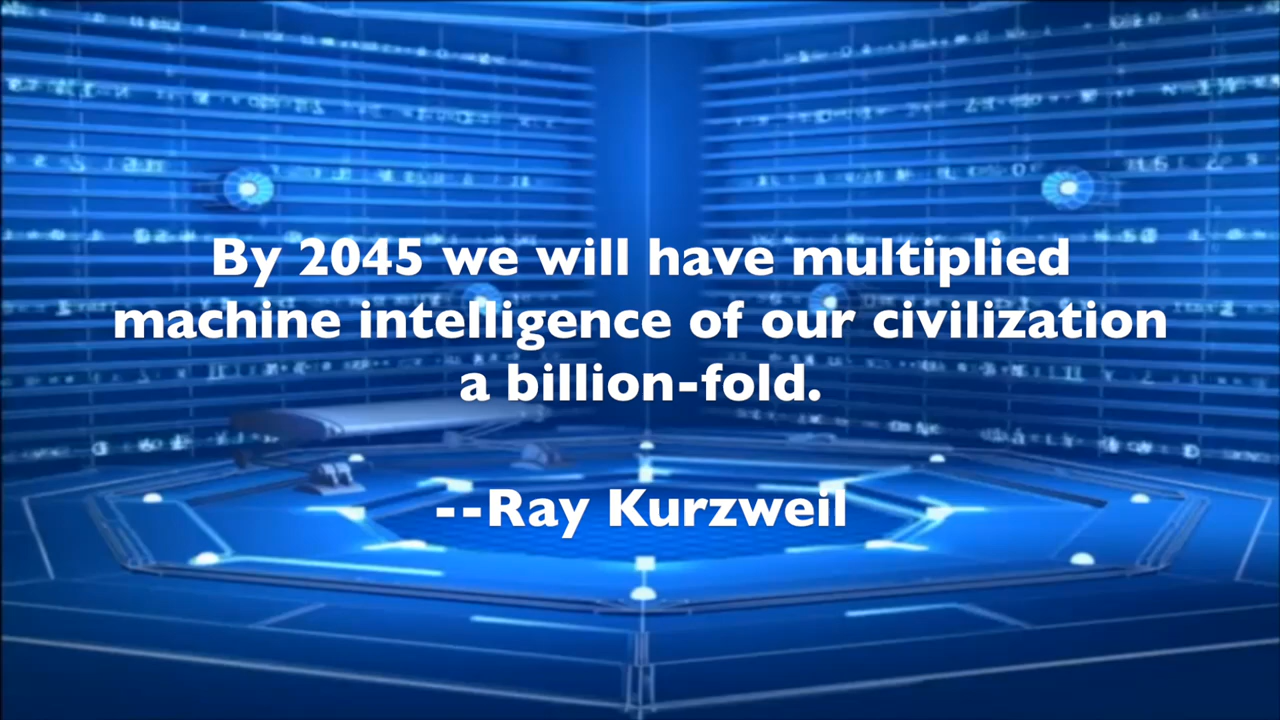 By 2045 we will have multiplied
machine intelligence of our civilization
a billion-fold.
--Ray Kurzweil